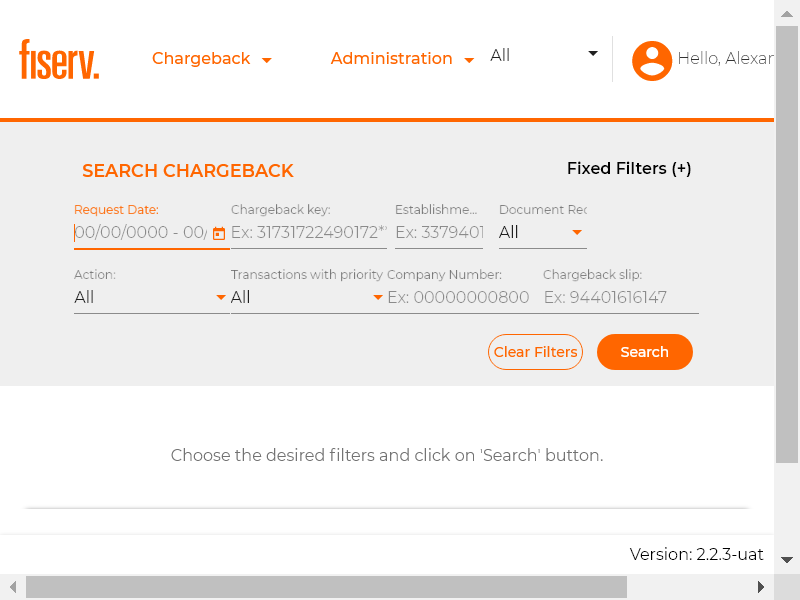 fiserv.
Chargeback
Administration
All
Hello, Alexar
SEARCH CHARGEBACK
Fixed Filters (+)
Request Date:
Chargeback key:
Establishme...
Document Rec
00/00/0000 - 00/
Ex: 31731722490172*'
Ex: 3379401
All
Action:
Transactions with priority
Company Number:
Chargeback slip:
All
All
Ex: 00000000800
Ex: 94401616147
Clear Filters
Search
Choose the desired filters and click on 'Search' button.
Version: 2.2.3-uat